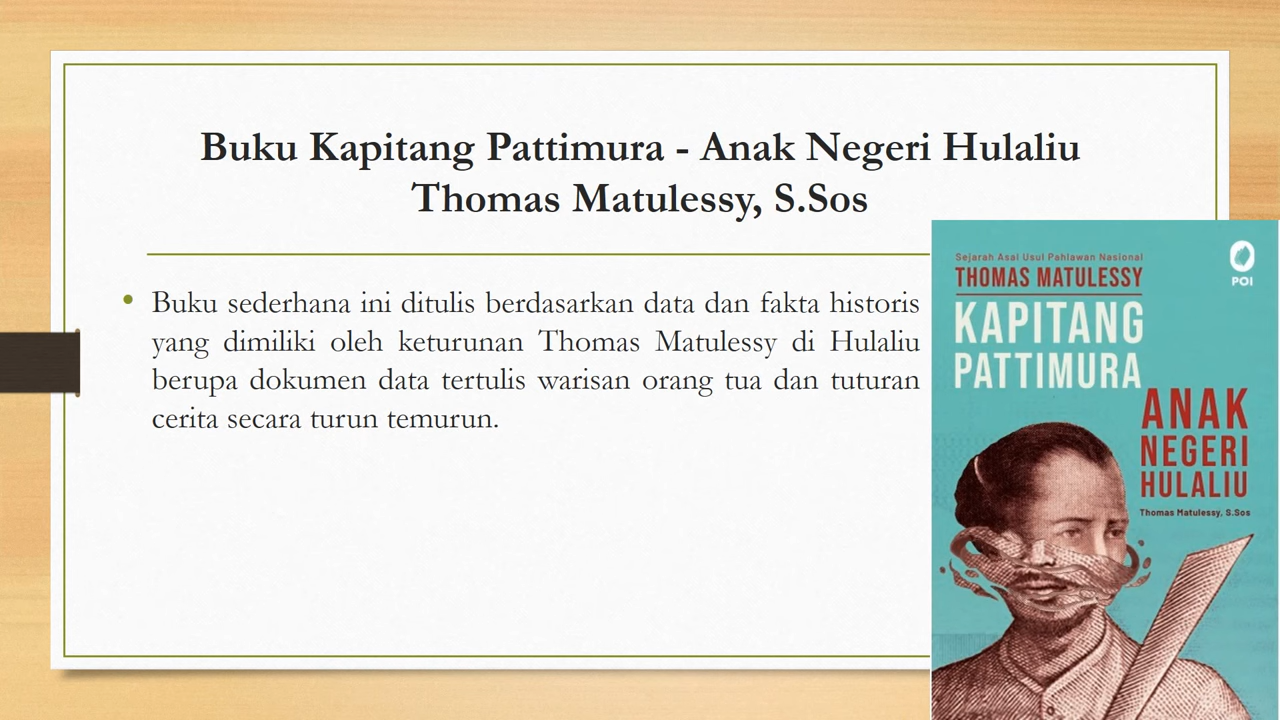 Buku Kapitang Pattimura - Anak Negeri Hulaliu
Thomas Matulessy, S.Sos
Buku sederhana ini ditulis berdasarkan data dan fakta historis
yang dimiliki oleh keturunan Thomas Matulessy di Hulaliu
berupa dokumen data tertulis warisan orang tua dan tuturan
cerita secara turun temurun.
Sejarah Asal Usul Pahlawan Nasional
THOMAS MATULESSY
KAPITANG
PATTIMURA
POI
ANAK
NEGERI
HULALIU
Thomas Matulessy, S.Sos